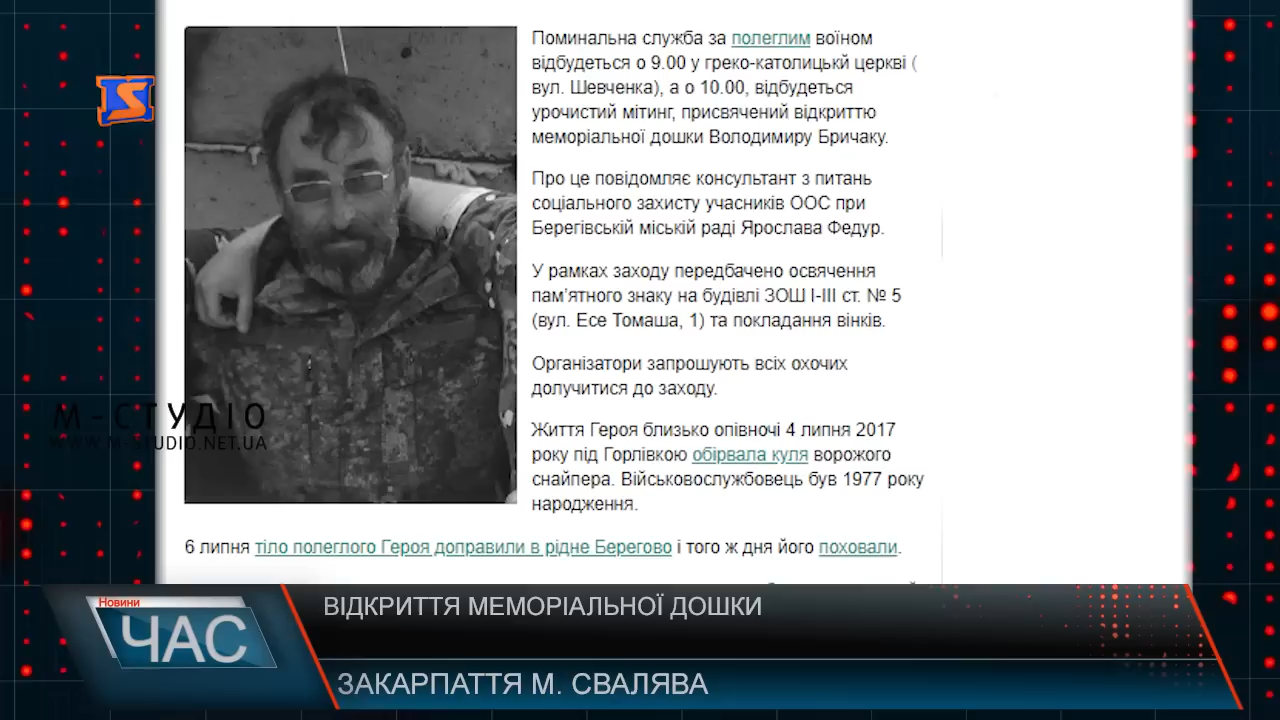 Поминальна служба за полеглим воїном
відбудеться о 9.00 у греко-католицькй церкві (
вул. Шевченка), а о 10.00, відбудеться
урочистий мітинг, присвячений відкриттю
меморіальної дошки Володимиру Бричаку.
Про це повідомляє консультант з питань
соціального захисту учасників ООС при
Берегівській міській раді Ярослава Федур.
У рамках заходу передбачено освячення
пам'ятного знаку на будівлі ЗОШ І-ІІІ ст. № 5
(вул. Есе Томаша, 1) та покладання вінків.
Організатори запрошують всіх охочих
долучитися до заходу.
Життя Героя близько опівночі 4 липня 2017
року під Горлівкою обірвала куля ворожого
снайпера. Військовослужбовець був 1977 року
народження.
6 липня тіло полеглого Героя доправили в рідне Берегово і того ж дня його поховали.
М-СТУДІО
WWW.M-STUDIO.NET.UA
Новини
ЧАС
ВІДКРИТТЯ МЕМОРІАЛЬНОЇ ДОШКИ
ЗАКАРПАТТЯ М. СВАЛЯВА